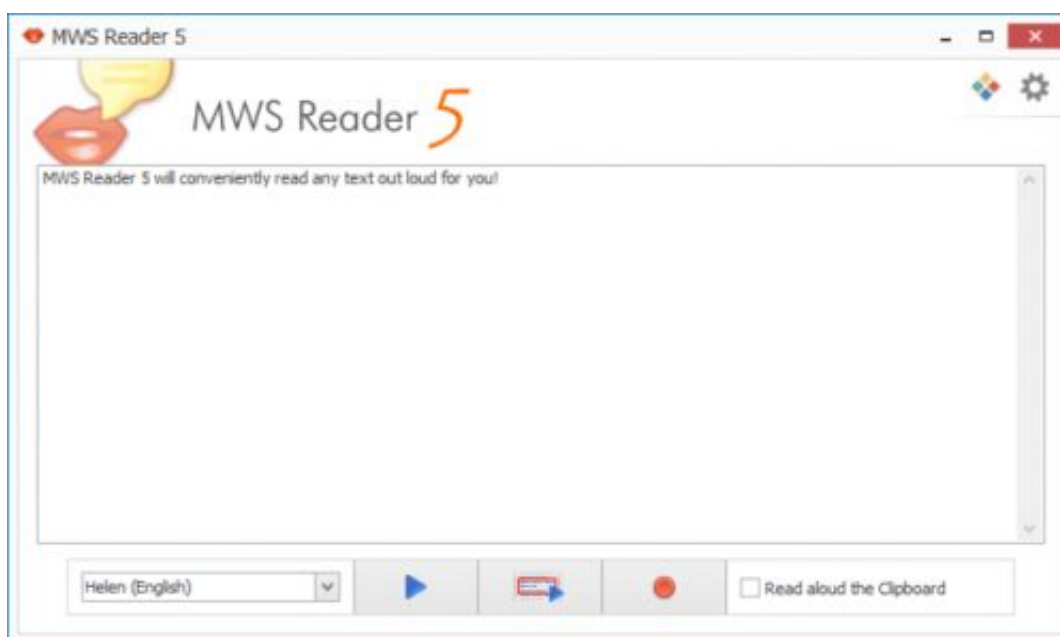 MWS Reader 5
MWS Reader 5
MWS Reader 5 will conveniently read any text out loud for you!
Helen (English)
Read aloud the Clipboard